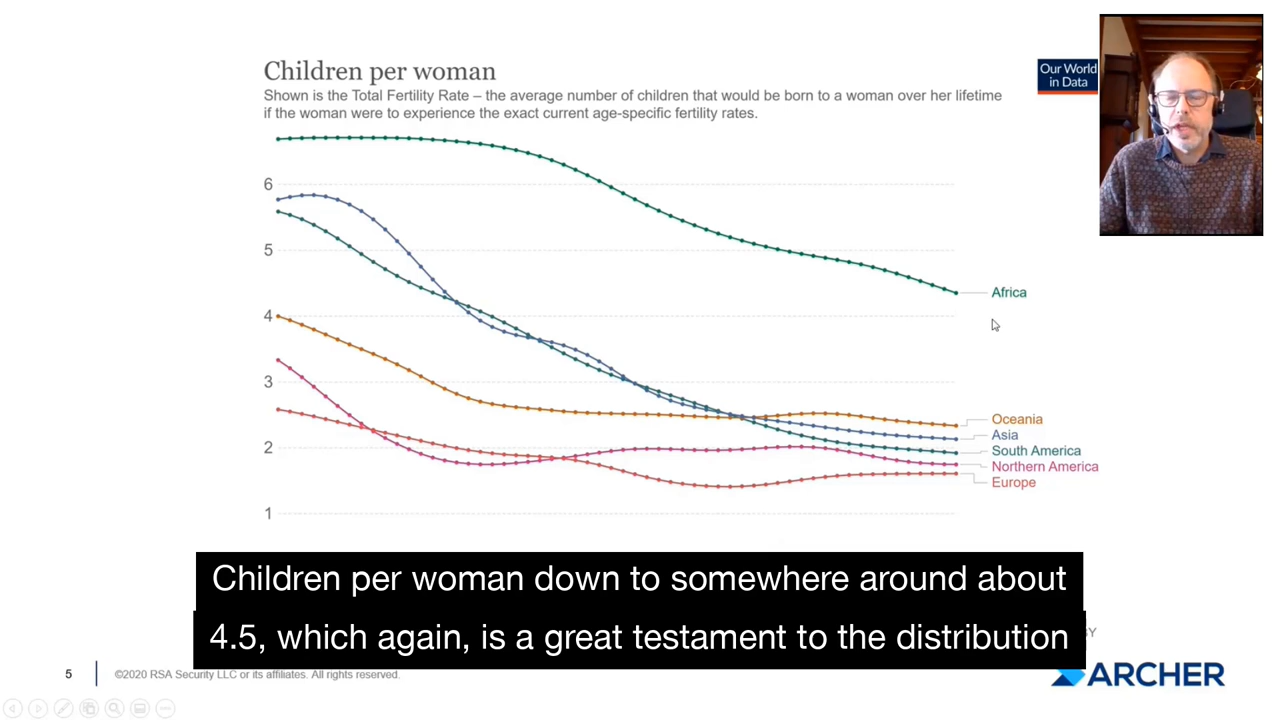 Children per woman
Our World
in Data
Shown is the Total Fertility Rate – the average number of children that would be born to a woman over her lifetime
if the woman were to experience the exact current age-specific fertility rates.
6
5
Africa
4
3
Oceania
Asia
2
South America
Northern America
Europe
1
Children per woman down to somewhere around about
4.5, which again, is a great testament to the distribution
Y
5
©2020 RSA Security LLC or its affiliates. All rights reserved.
ARCHER